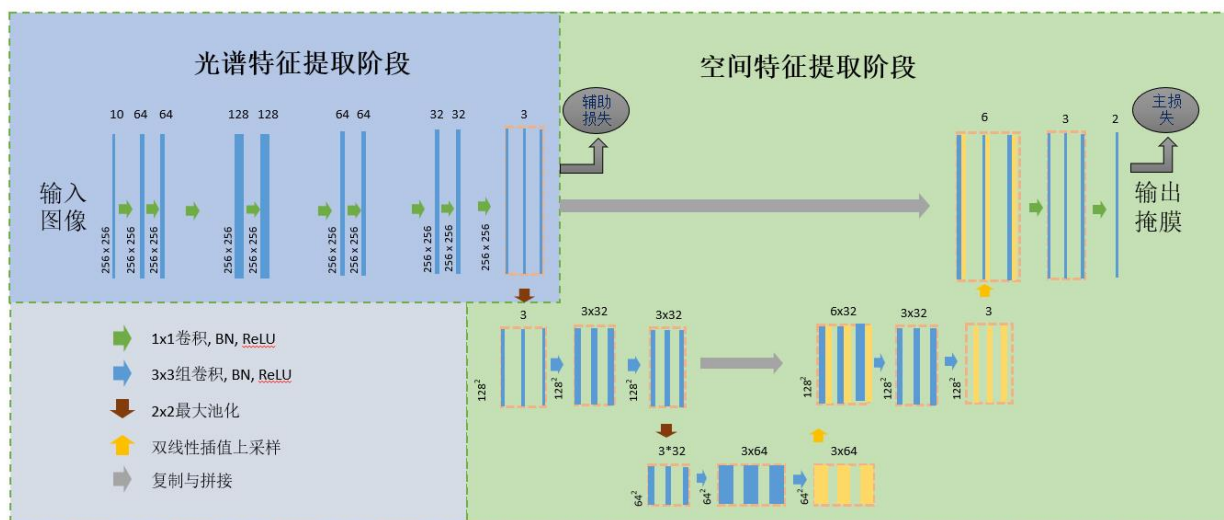 光谱特征提取阶段
空间特征提取阶段
辅助
损失
主损
失
10 64 64 128 128 64 64 32 32 3
6 3 2
输入
图像
256 x 256
256 x 256
256 x 256
256 x 256
256 x 256
256 x 256
256 x 256
256 x 256
256 x 256
256 x 256
输出
掩膜
3 3x32 3x32
6x32 3x32 3
128²
128²
128²
128²
128²
128²
3*32 3x64 3x64
64²
64²
64²
1x1卷积, BN, ReLU
3x3组卷积, BN, ReLU
2x2最大池化
双线性插值上采样
复制与拼接